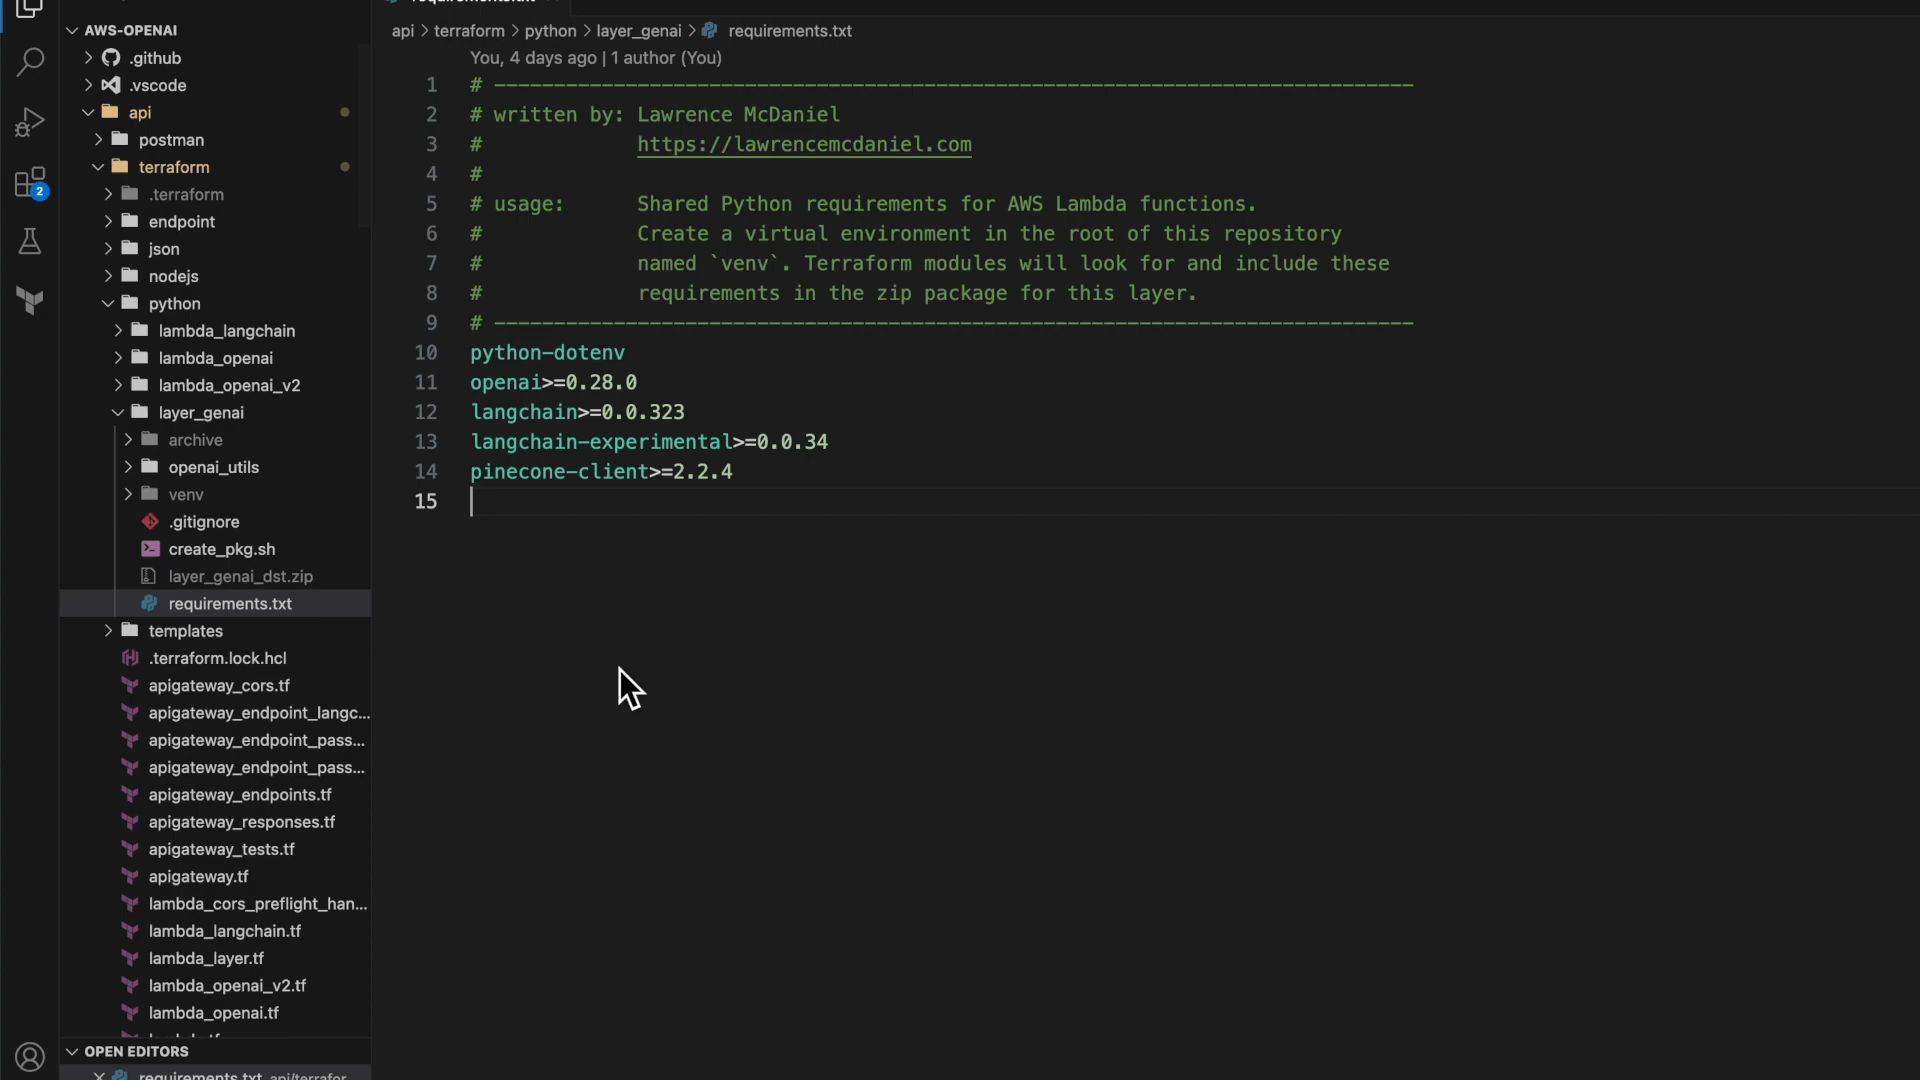 AWS-OPENAI
.github
.vscode
api
postman
terraform
.terraform
endpoint
json
nodejs
python
lambda_langchain
lambda_openai
lambda_openai_v2
layer_genai
archive
openai_utils
venv
.gitignore
create_pkg.sh
layer_genai_dst.zip
requirements.txt
templates
.terraform.lock.hcl
apigateway_cors.tf
apigateway_endpoint_langc...
apigateway_endpoint_pass...
apigateway_endpoint_pass...
apigateway_endpoints.tf
apigateway_responses.tf
apigateway_tests.tf
apigateway.tf
lambda_cors_preflight_han...
lambda_langchain.tf
lambda_layer.tf
lambda_openai_v2.tf
lambda_openai.tf
OPEN EDITORS
requirements.txt api/terrafor
2
api > terraform > python > layer_genai > requirements.txt
You, 4 days ago | 1 author (You)
1 # -----------------------------------------------------------------------------
2 # written by: Lawrence McDaniel
3 # https://lawrencemcdaniel.com
4 #
5 # usage: Shared Python requirements for AWS Lambda functions.
6 # Create a virtual environment in the root of this repository
7 # named `venv`. Terraform modules will look for and include these
8 # requirements in the zip package for this layer.
9 # -----------------------------------------------------------------------------
10 python-dotenv
11 openai>=0.28.0
12 langchain>=0.0.323
13 langchain-experimental>=0.0.34
14 pinecone-client>=2.2.4
15